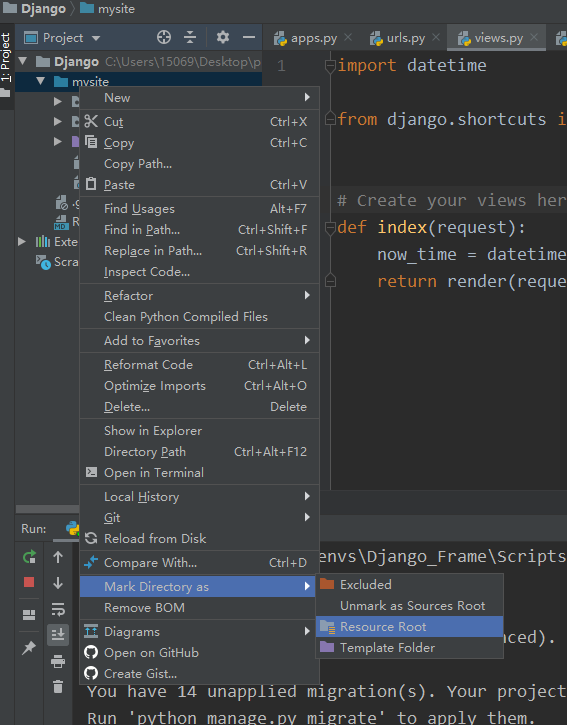 Django mysite
1: Project
Project
apps.py urls.py views.py
Django C:\Users\15069\Desktop\p
mysite
1 import datetime
from django.shortcuts i
# Create your views her
def index(request):
now_time = datetime
return render(reque
New
Cut Ctrl+X
Copy Ctrl+C
Copy Path...
Paste Ctrl+V
Find Usages Alt+F7
Find in Path... Ctrl+Shift+F
Replace in Path... Ctrl+Shift+R
Inspect Code...
Refactor
Clean Python Compiled Files
Add to Favorites
Reformat Code Ctrl+Alt+L
Optimize Imports Ctrl+Alt+O
Delete... Delete
Show in Explorer
Directory Path Ctrl+Alt+F12
Open in Terminal
Local History
Git
Reload from Disk
Compare With... Ctrl+D
Mark Directory as
Remove BOM
Diagrams
Open on GitHub
Create Gist...
.g
R
MD
Exte
Scra
Excluded
Unmark as Sources Root
Resource Root
Template Folder
Run:
envs\Django_Frame\Scripts
nced).
You have 14 unapplied migration(s). Your project
Run 'python manage.py migrate' to apply them.